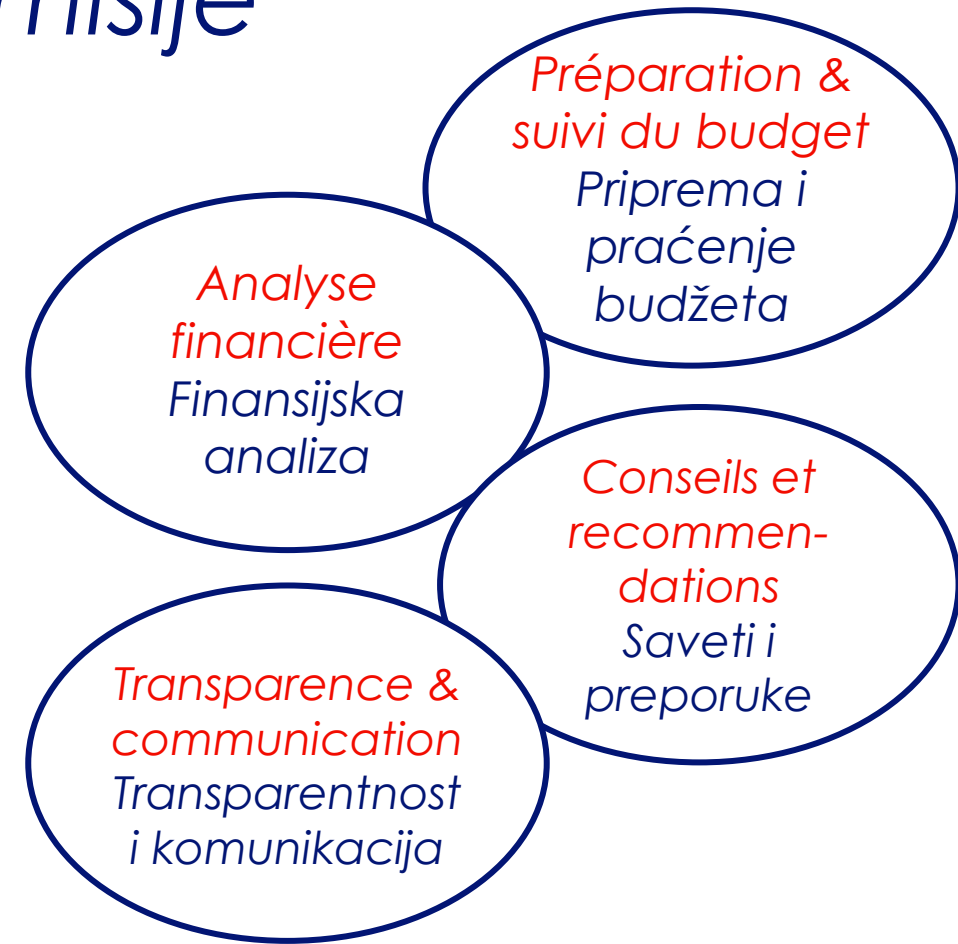 misije
Préparation &
suivi du budget
Priprema i
praćenje
budžeta
Analyse
financière
Finansijska
analiza
Conseils et
recommen-
dations
Saveti i
preporuke
Transparence &
communication
Transparentnost
i komunikacija